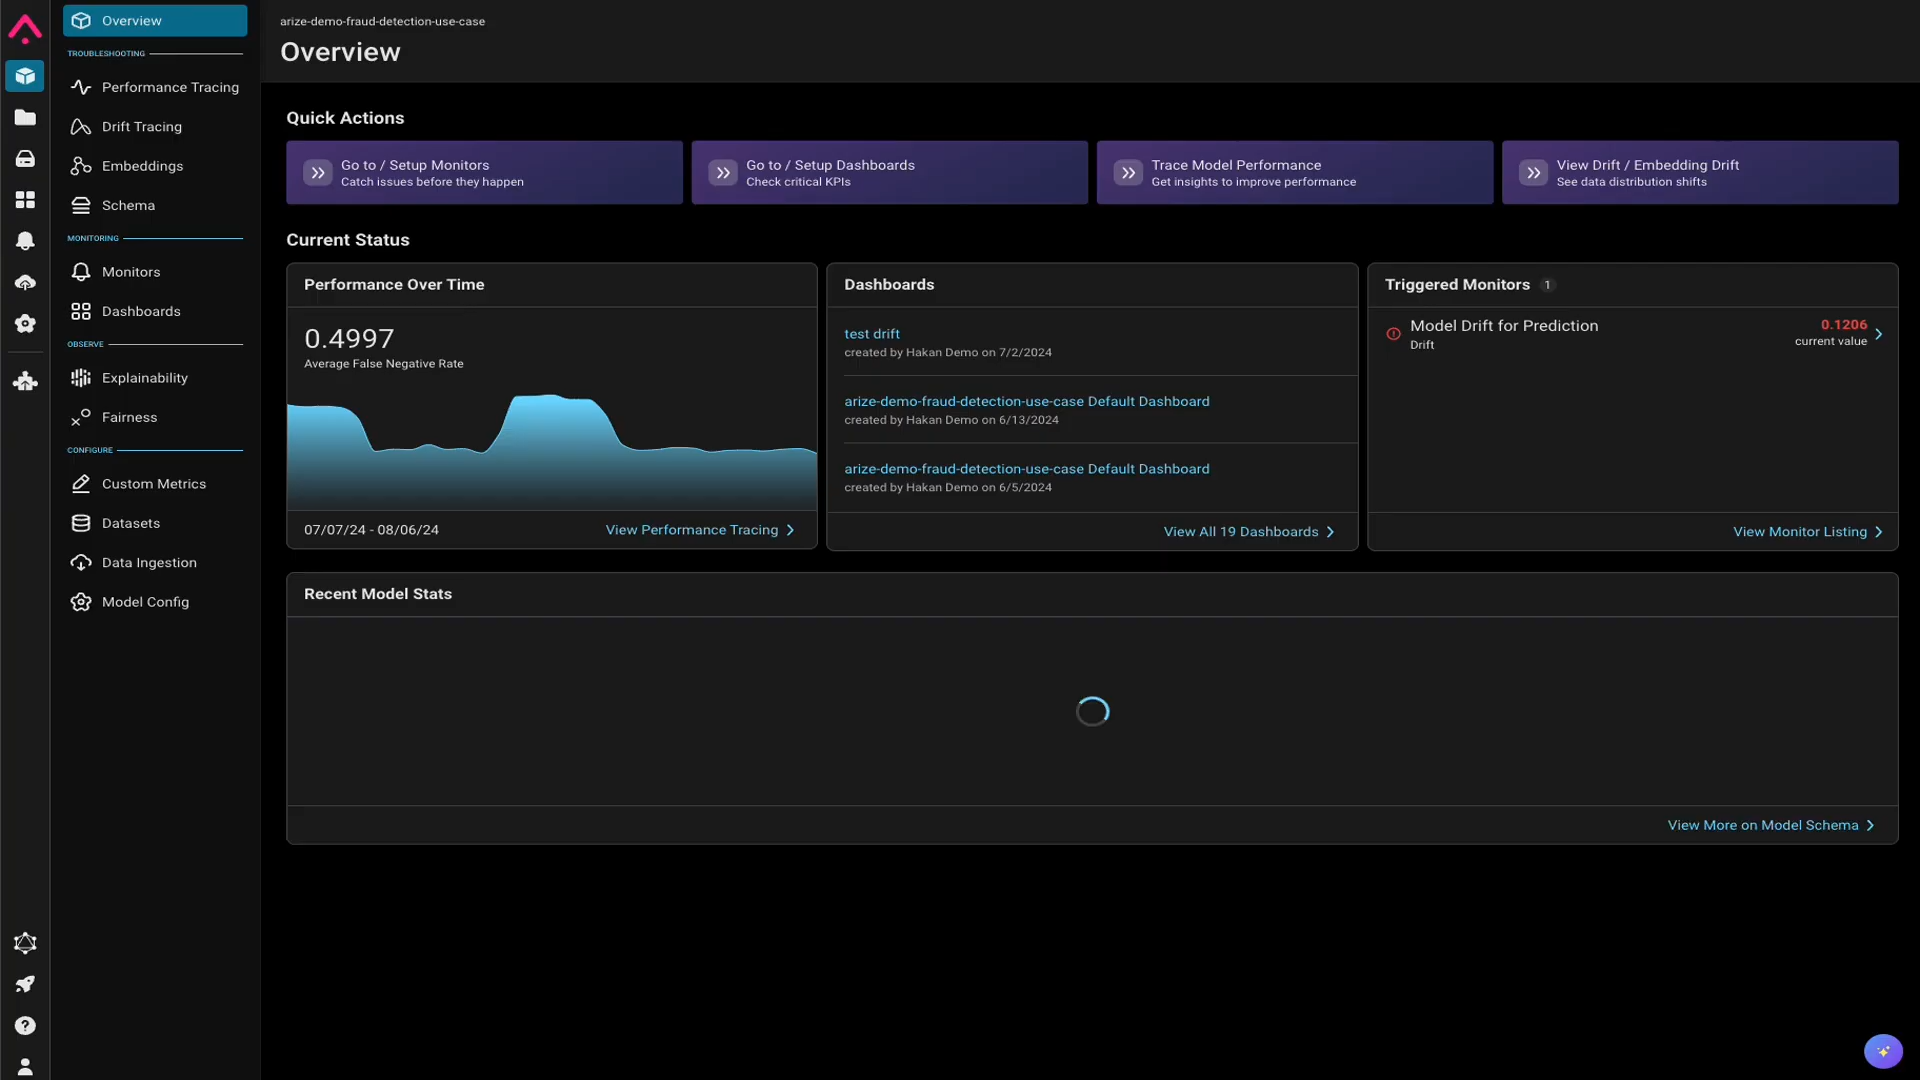 Overview
TROUBLESHOOTING
Performance Tracing
Drift Tracing
Embeddings
Schema
MONITORING
Monitors
Dashboards
OBSERVE
Explainability
Fairness
CONFIGURE
Custom Metrics
Datasets
Data Ingestion
Model Config
arize-demo-fraud-detection-use-case
Overview
Quick Actions
Go to / Setup Monitors
Catch issues before they happen
Go to / Setup Dashboards
Check critical KPIs
Trace Model Performance
Get insights to improve performance
View Drift / Embedding Drift
See data distribution shifts
Current Status
Performance Over Time
0.4997
Average False Negative Rate
07/07/24 - 08/06/24
View Performance Tracing
Dashboards
test drift
created by Hakan Demo on 7/2/2024
arize-demo-fraud-detection-use-case Default Dashboard
created by Hakan Demo on 6/13/2024
arize-demo-fraud-detection-use-case Default Dashboard
created by Hakan Demo on 6/5/2024
View All 19 Dashboards
Triggered Monitors 1
Model Drift for Prediction
Drift
0.1206
current value
View Monitor Listing
Recent Model Stats
View More on Model Schema